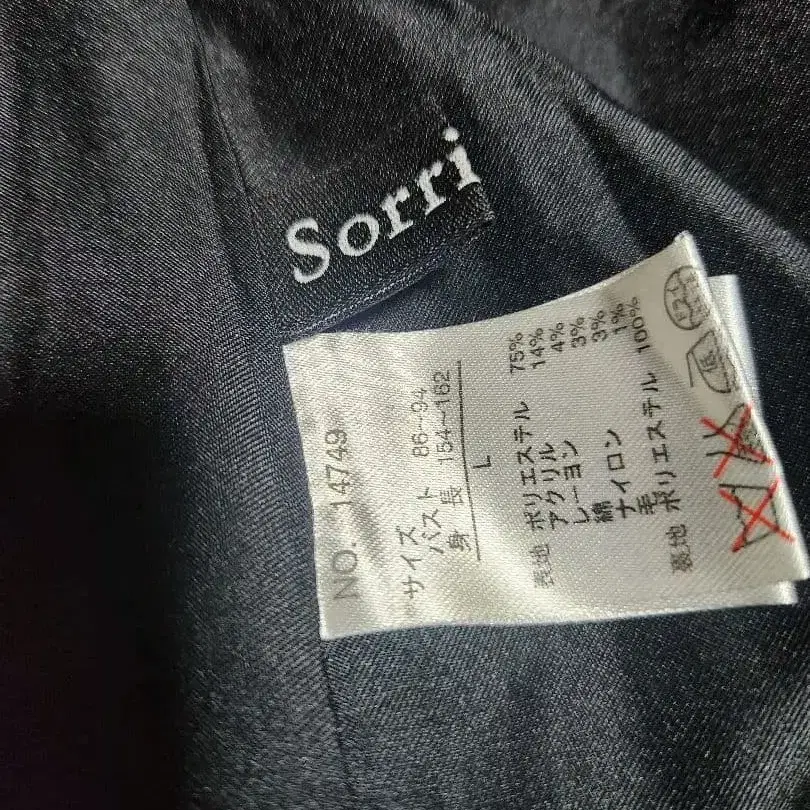 Sorri
NO. 14749
サイズ
バスト 86~94
身 長 154~162
L
表地 ポリエステル 75%
アクリル 14%
レーヨン 4%
綿 3%
ナイロン 3%
毛 1%
裏地 ポリエステル 100%